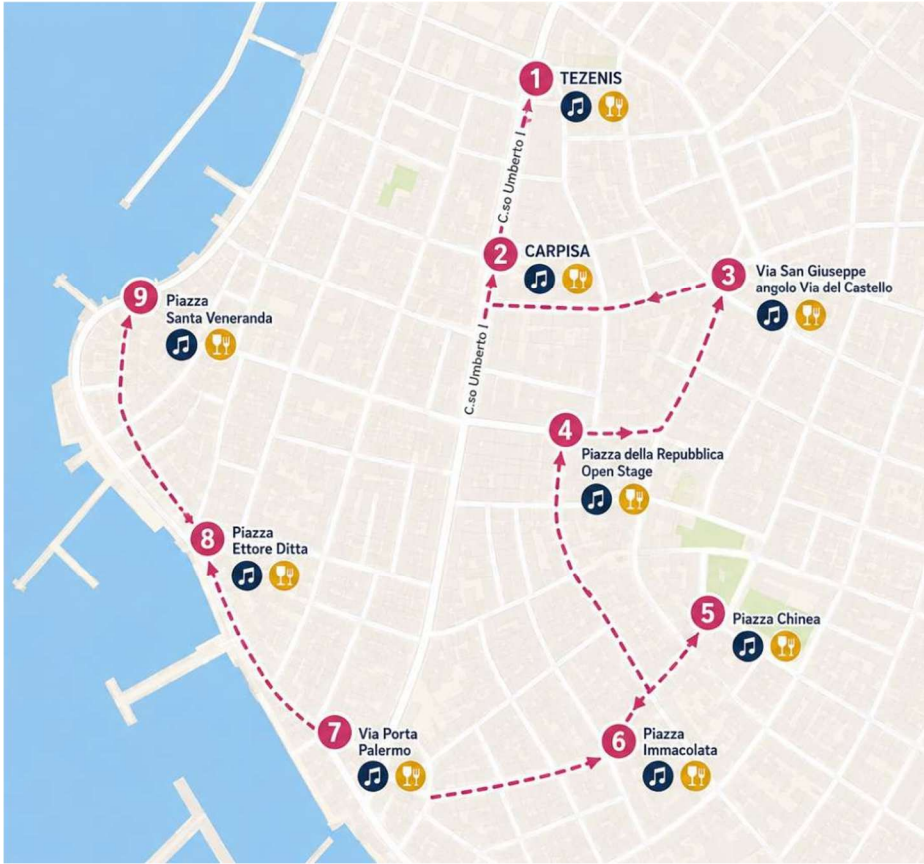 1
TEZENIS
C.so Umberto I
2
CARPISA
3
Via San Giuseppe
angolo Via del Castello
9
Piazza
Santa Veneranda
C.so Umberto I
4
Piazza della Repubblica
Open Stage
8
Piazza
Ettore Ditta
5
Piazza Chinea
7
Via Porta
Palermo
6
Piazza
Immacolata